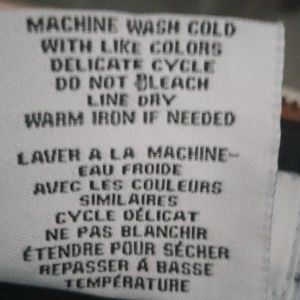 MACHINE WASH COLD
WITH LIKE COLORS
DELICATE CYCLE
DO NOT BLEACH
LINE DRY
WARM IRON IF NEEDED
LAVER A LA MACHINE-
EAU FROIDE
AVEC LES COULEURS
SIMILAIRES
CYCLE DÉLICAT
NE PAS BLANCHIR
ÉTENDRE POUR SÉCHER
REPASSER À BASSE
TEMPÉRATURE